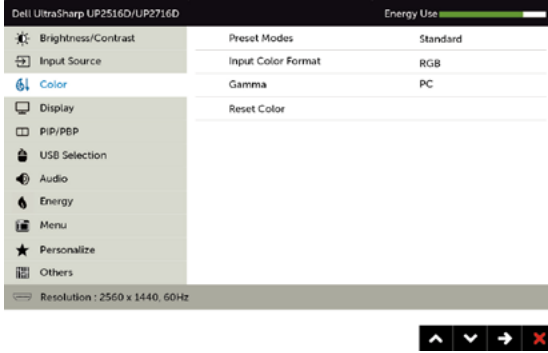 Dell UltraSharp UP2516D/UP2716D Energy Use
Brightness/Contrast Preset Modes Standard
Input Source Input Color Format RGB
Color Gamma PC
Display Reset Color
PIP/PBP
USB Selection
Audio
Energy
Menu
Personalize
Others
Resolution : 2560 x 1440, 60Hz